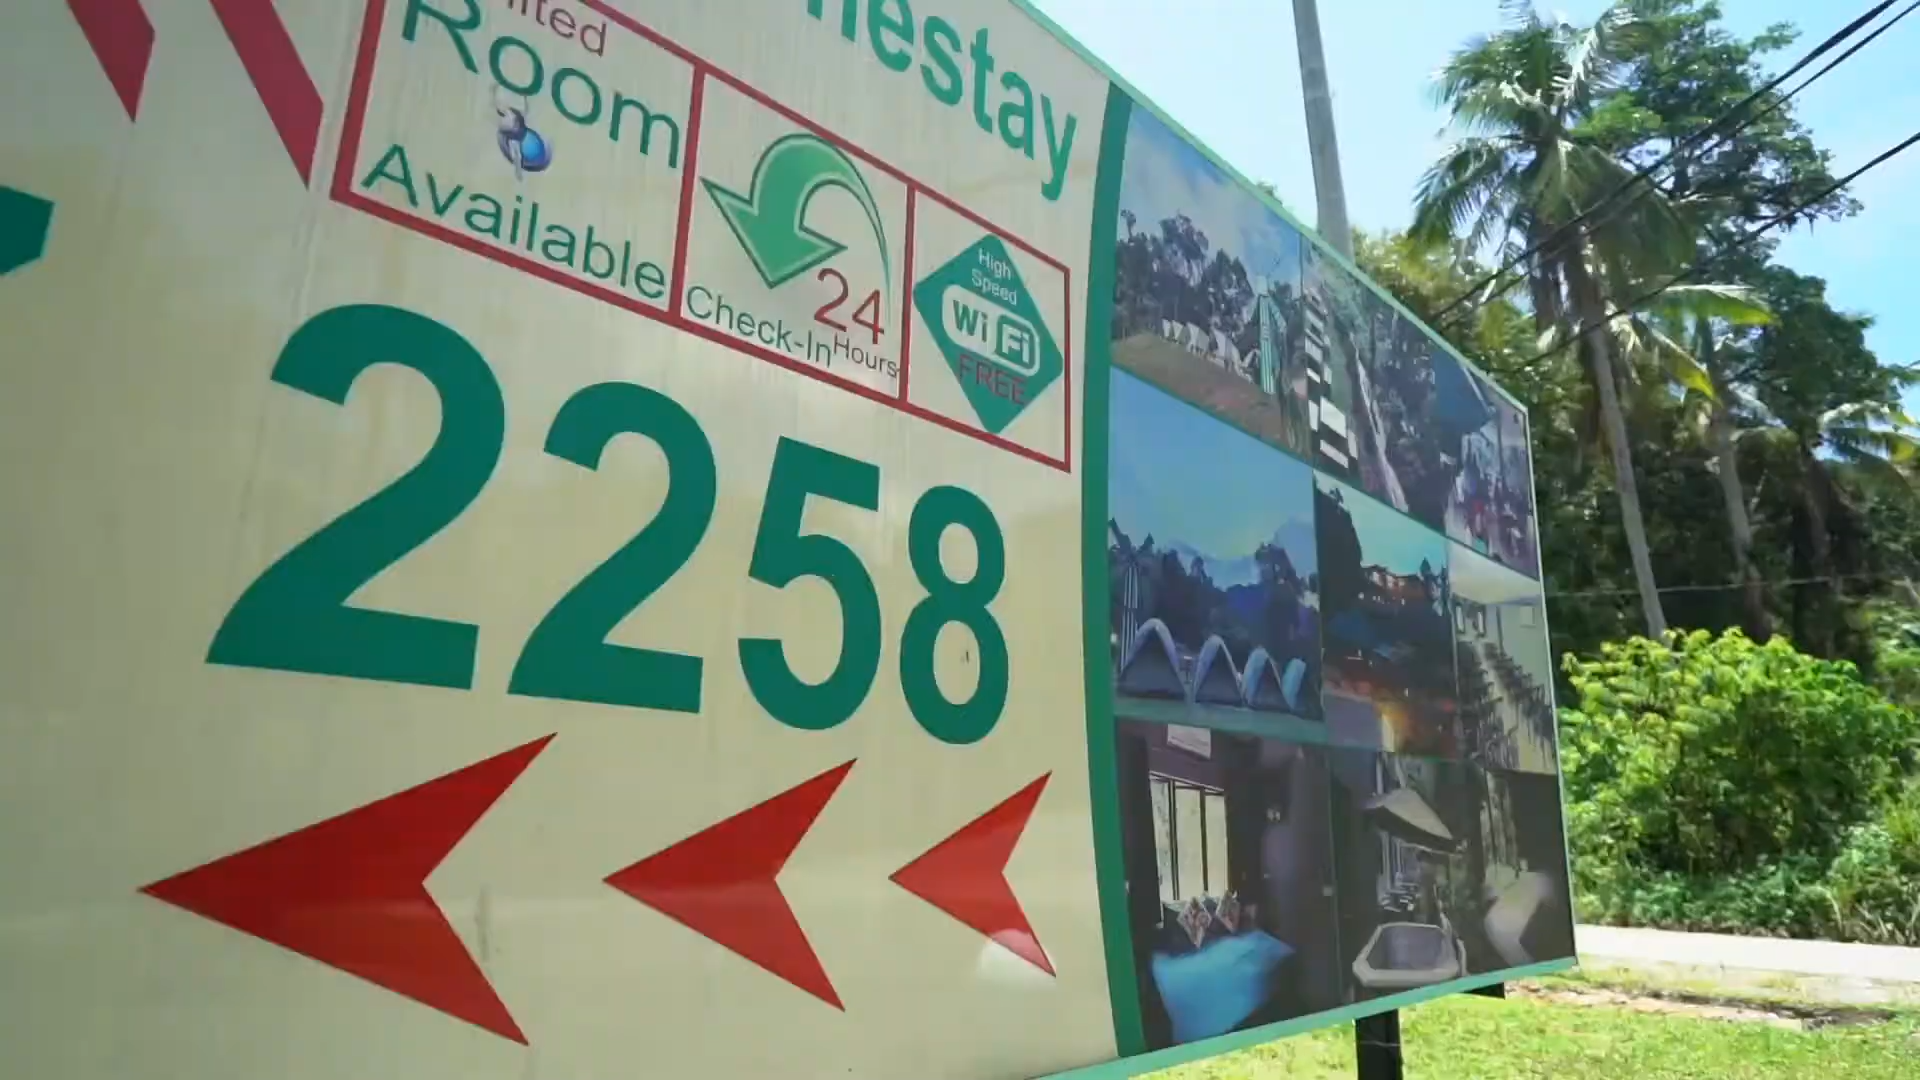 Room
Available
24
Check-In Hours
High
Speed
Wi Fi
FREE
2258